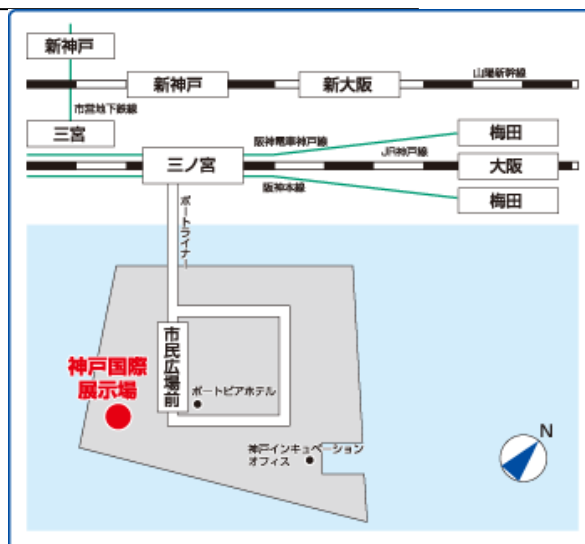 新神戸
新神戸
新大阪
山陽新幹線
市営地下鉄線
三宮
梅田
阪神電車神戸線
JR神戸線
三ノ宮
大阪
阪神本線
梅田
ポートライナー
市民広場前
神戸国際
展示場
ポートピアホテル
神戸インキュベーション
オフィス
N